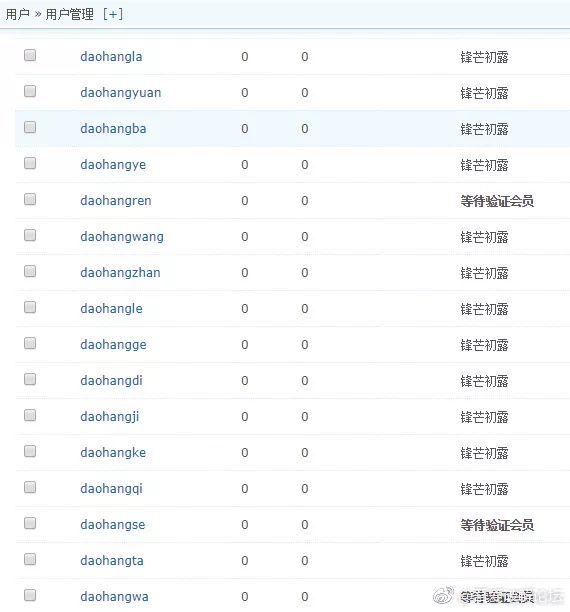 用户 » 用户管理 [+]
daohangla 0 0 锋芒初露
daohangyuan 0 0 锋芒初露
daohangba 0 0 锋芒初露
daohangye 0 0 锋芒初露
daohangren 0 0 等待验证会员
daohangwang 0 0 锋芒初露
daohangzhan 0 0 锋芒初露
daohangle 0 0 锋芒初露
daohangge 0 0 锋芒初露
daohangdi 0 0 锋芒初露
daohangji 0 0 锋芒初露
daohangke 0 0 锋芒初露
daohangqi 0 0 锋芒初露
daohangse 0 0 等待验证会员
daohangta 0 0 锋芒初露
daohangwa 0 0 等待验证会员